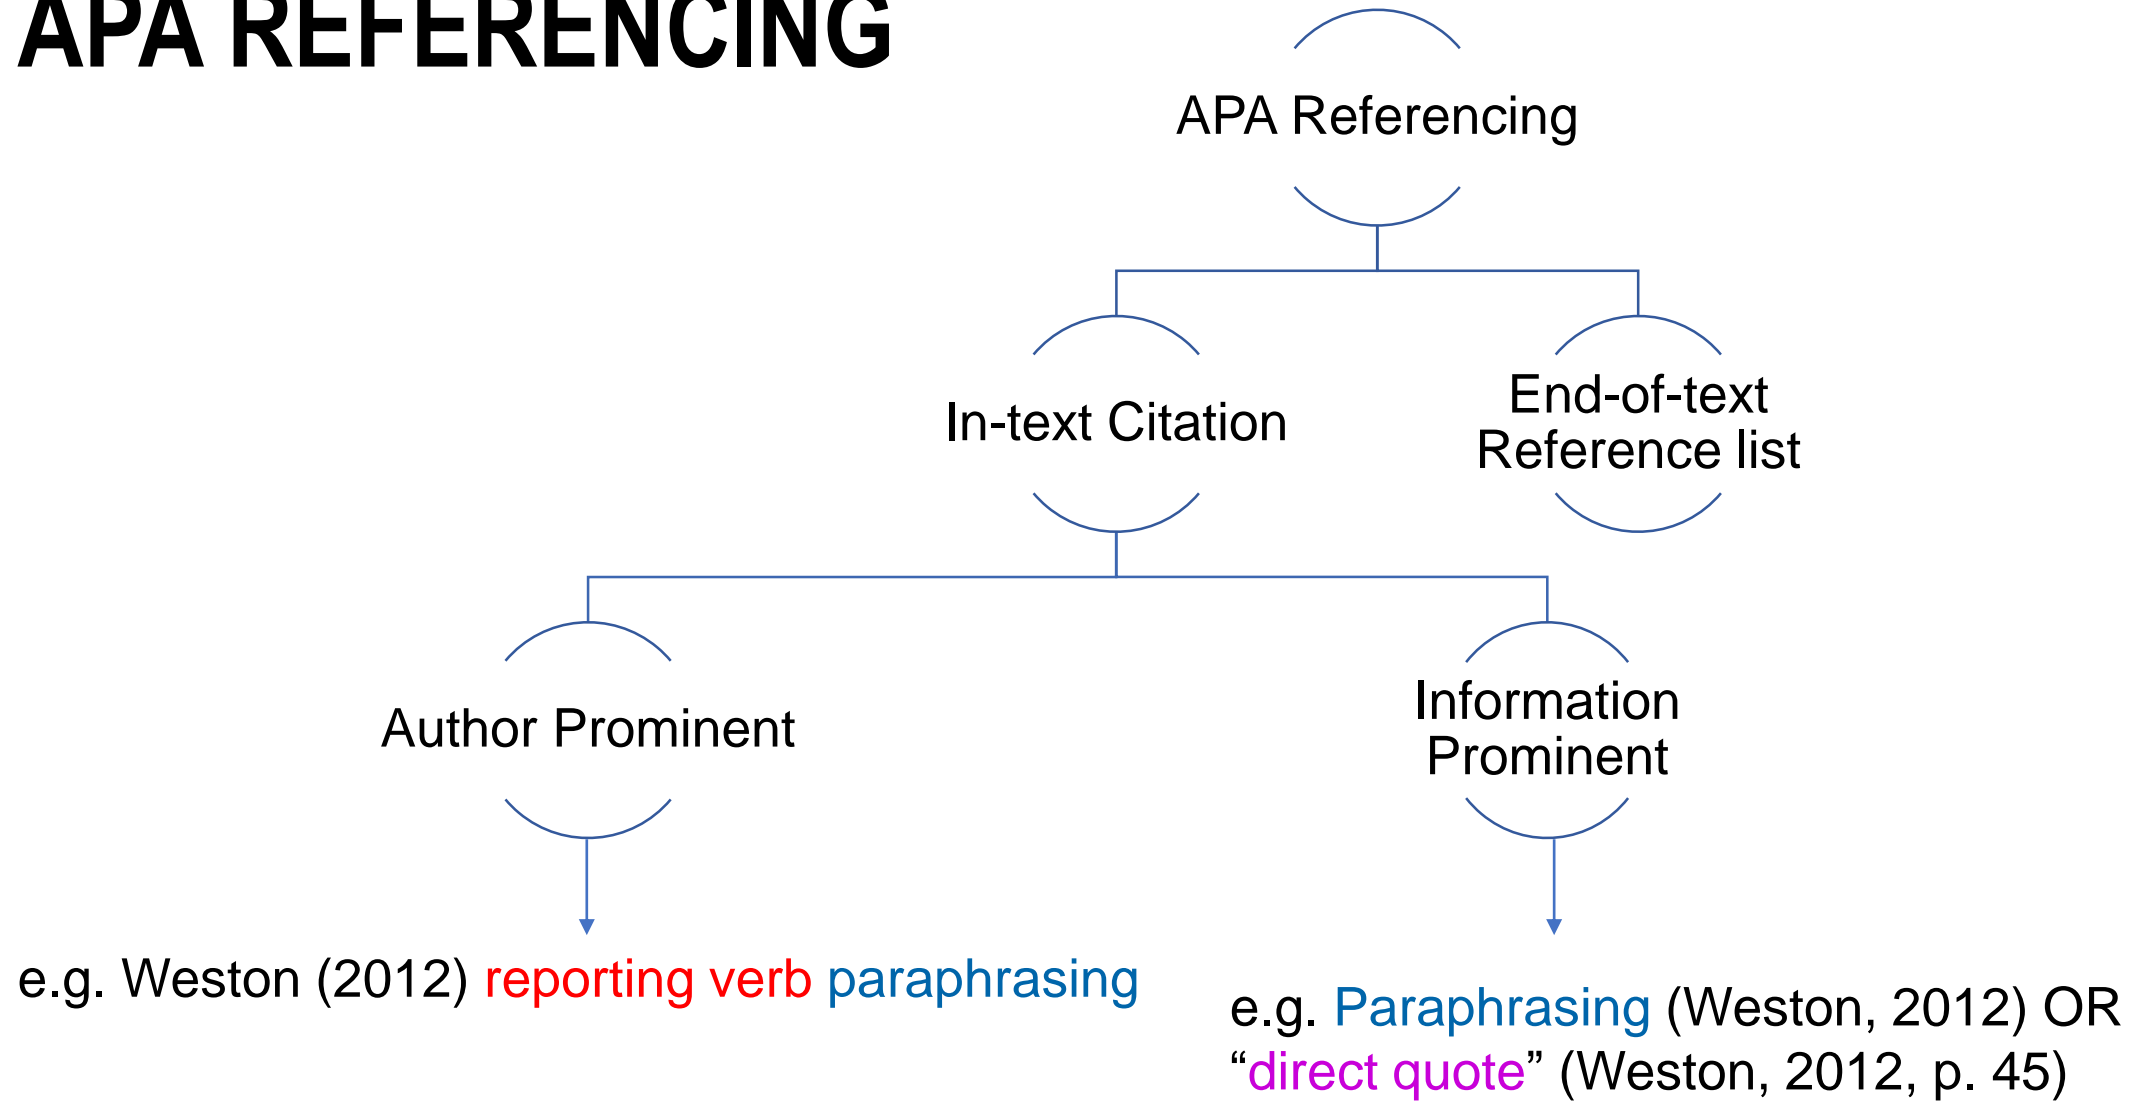 APA REFERENCING
APA Referencing
In-text Citation
End-of-text
Reference list
Author Prominent
Information
Prominent
e.g. Weston (2012) reporting verb paraphrasing
e.g. Paraphrasing (Weston, 2012) OR
“direct quote” (Weston, 2012, p. 45)